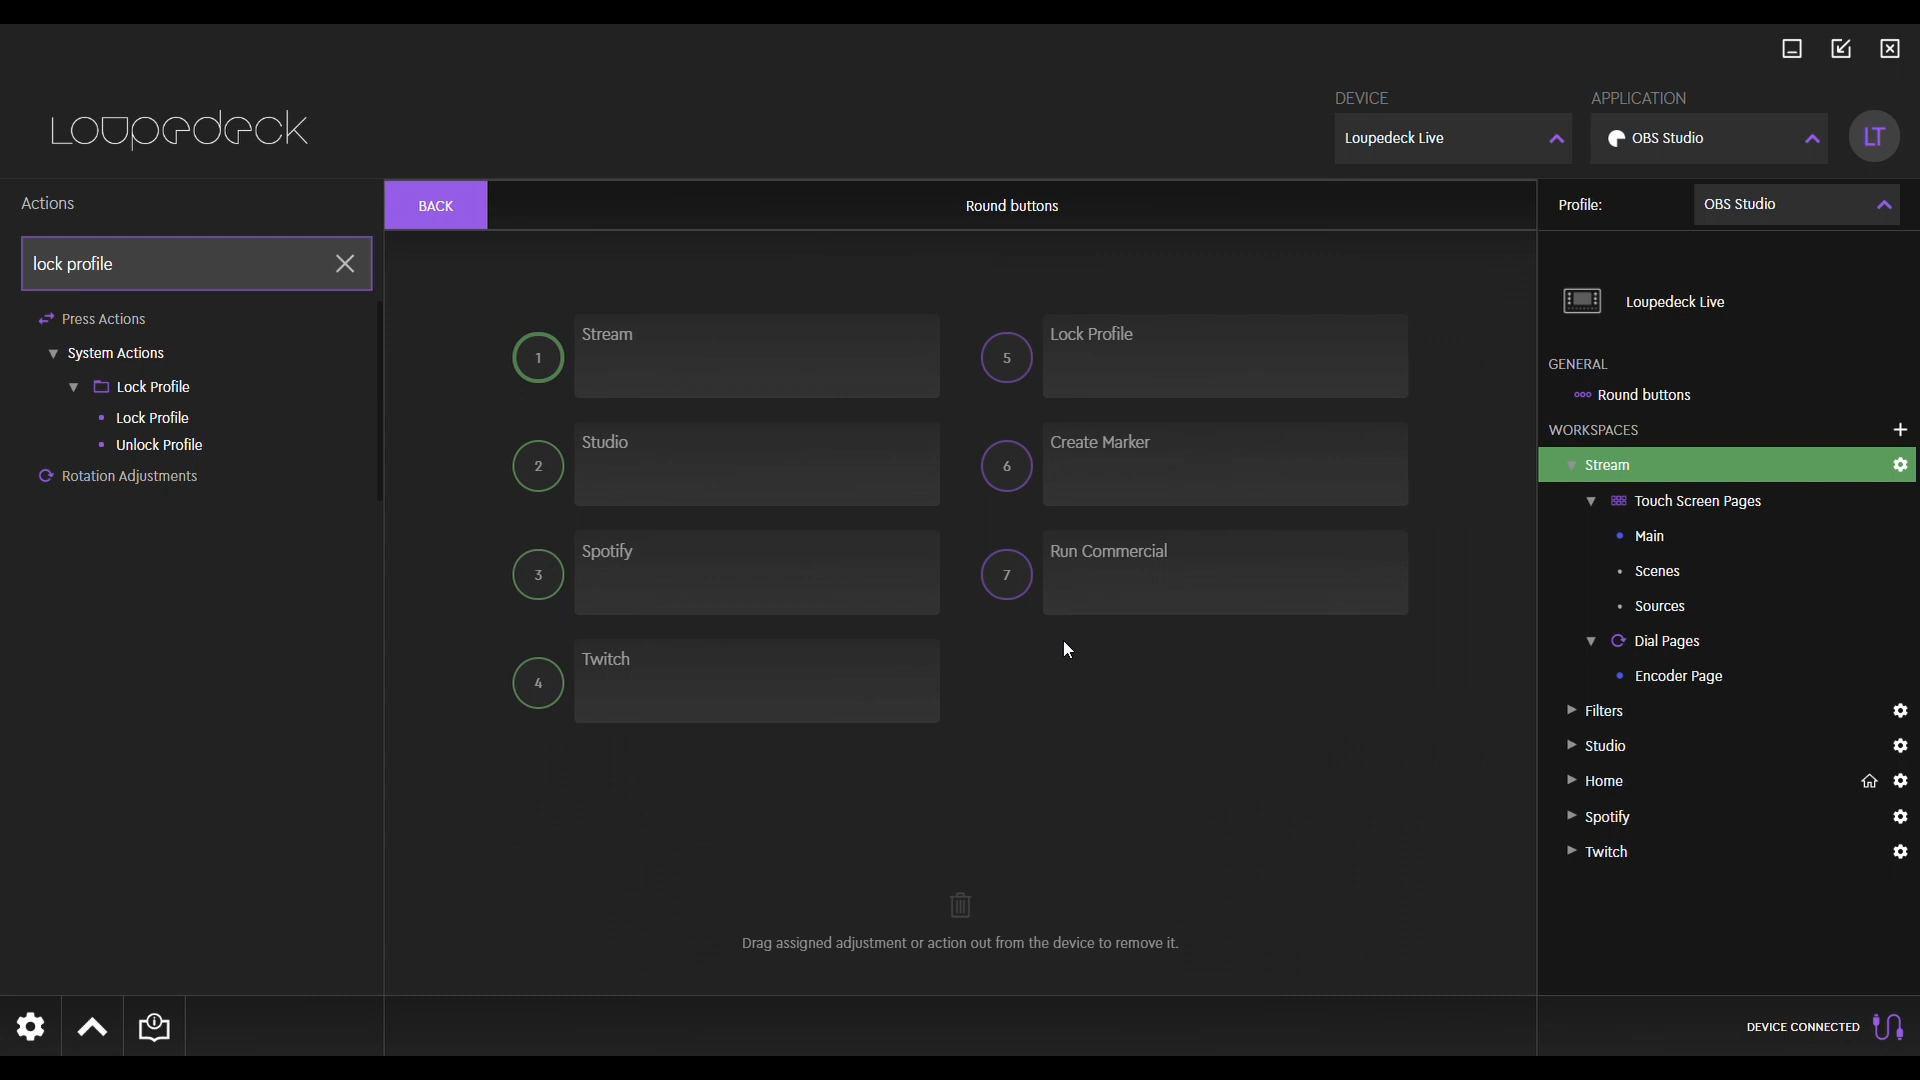 Loupedeck
DEVICE
APPLICATION
Loupedeck Live
OBS Studio
LT
Actions
BACK
Round buttons
Profile:
OBS Studio
lock profile
Press Actions
System Actions
Lock Profile
Lock Profile
Unlock Profile
Rotation Adjustments
1
Stream
2
Studio
3
Spotify
4
Twitch
5
Lock Profile
6
Create Marker
7
Run Commercial
Drag assigned adjustment or action out from the device to remove it.
Loupedeck Live
GENERAL
Round buttons
WORKSPACES
Stream
Touch Screen Pages
Main
Scenes
Sources
Dial Pages
Encoder Page
Filters
Studio
Home
Spotify
Twitch
DEVICE CONNECTED